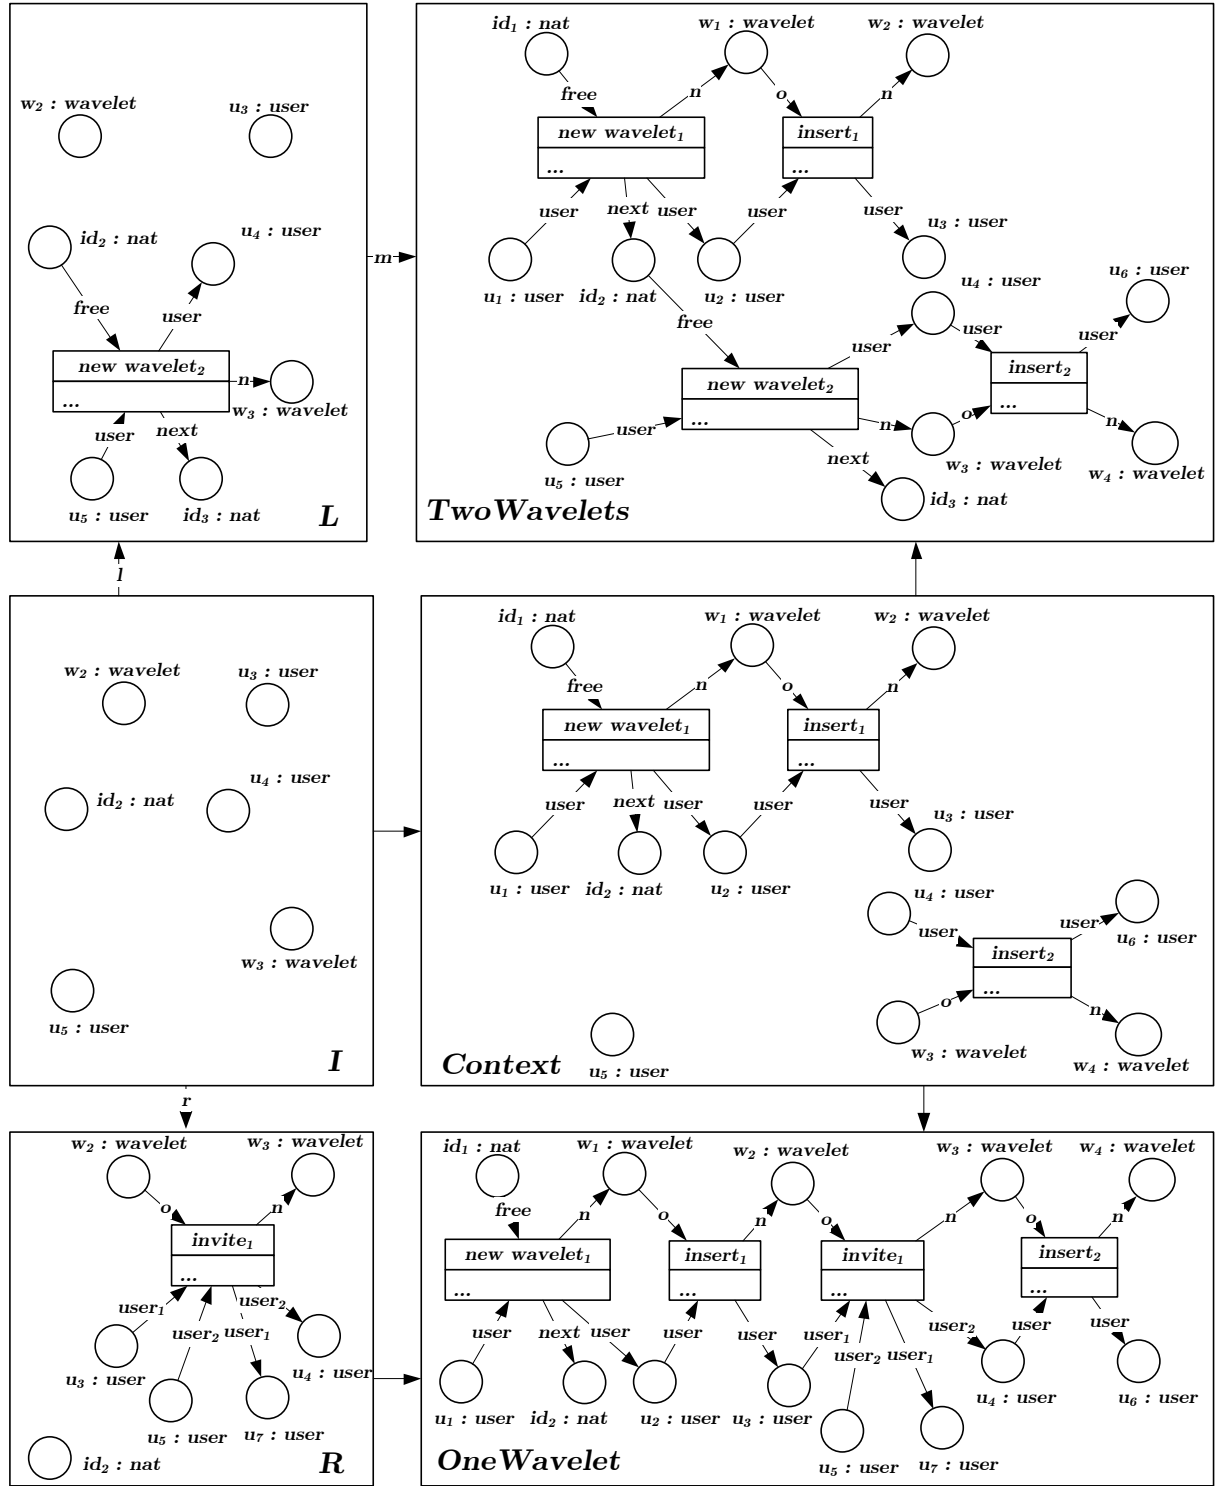 w₂ : wavelet
u₃ : user
id₂ : nat
u₄ : user
free
user
new wavelet₂
...
n
w₃ : wavelet
user
next
u₅ : user
id₃ : nat
L
m
id₁ : nat
w₁ : wavelet
w₂ : wavelet
free
n
o
n
new wavelet₁
...
insert₁
...
user
next
user
user
user
u₃ : user
u₁ : user
id₂ : nat
u₂ : user
u₄ : user
u₆ : user
free
user
user
user
new wavelet₂
...
insert₂
...
user
n
o
n
next
w₃ : wavelet
w₄ : wavelet
u₅ : user
id₃ : nat
TwoWavelets
l
w₂ : wavelet
u₃ : user
id₂ : nat
u₄ : user
w₃ : wavelet
u₅ : user
I
id₁ : nat
w₁ : wavelet
w₂ : wavelet
free
n
o
n
new wavelet₁
...
insert₁
...
user
next
user
user
user
u₃ : user
u₁ : user
id₂ : nat
u₂ : user
u₄ : user
user
user
u₆ : user
insert₂
...
o
n
w₃ : wavelet
w₄ : wavelet
u₅ : user
Context
r
w₂ : wavelet
w₃ : wavelet
o
n
invite₁
...
user₁
user₂
user₂
user₁
u₃ : user
u₄ : user
u₅ : user
u₇ : user
id₂ : nat
R
id₁ : nat
w₁ : wavelet
w₂ : wavelet
w₃ : wavelet
w₄ : wavelet
free
n
o
n
o
n
o
n
new wavelet₁
...
insert₁
...
invite₁
...
insert₂
...
user
next
user
user
user
user₁
user₂
user₁
user₂
user
user
u₁ : user
id₂ : nat
u₂ : user
u₃ : user
u₄ : user
u₆ : user
u₅ : user
u₇ : user
OneWavelet